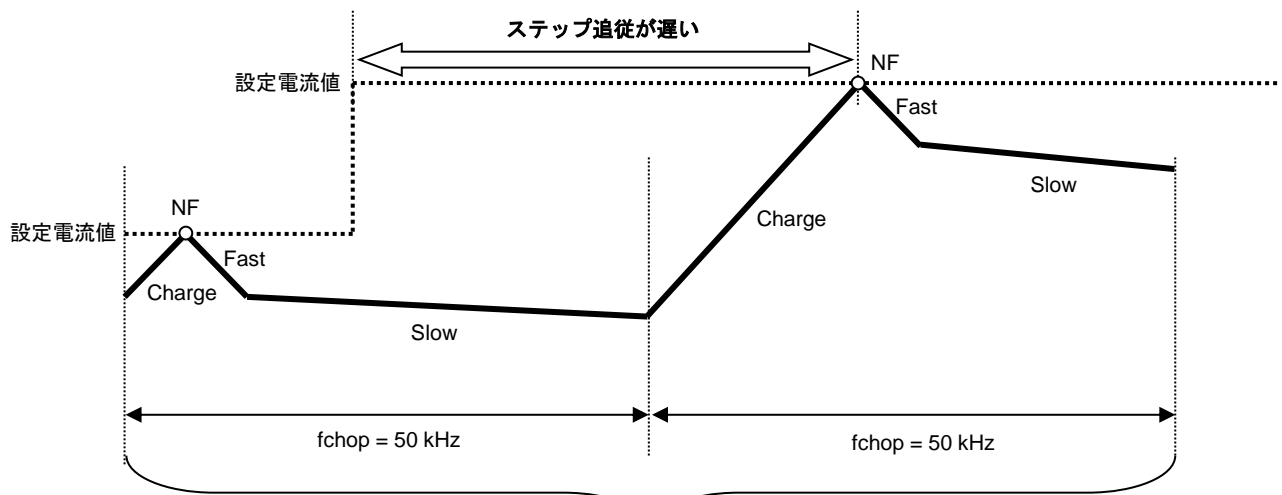 ステップ追従が遅い
NF
設定電流値
Fast
Slow
NF
Charge
設定電流値
Fast
Charge
Slow
fchop = 50 kHz
fchop = 50 kHz